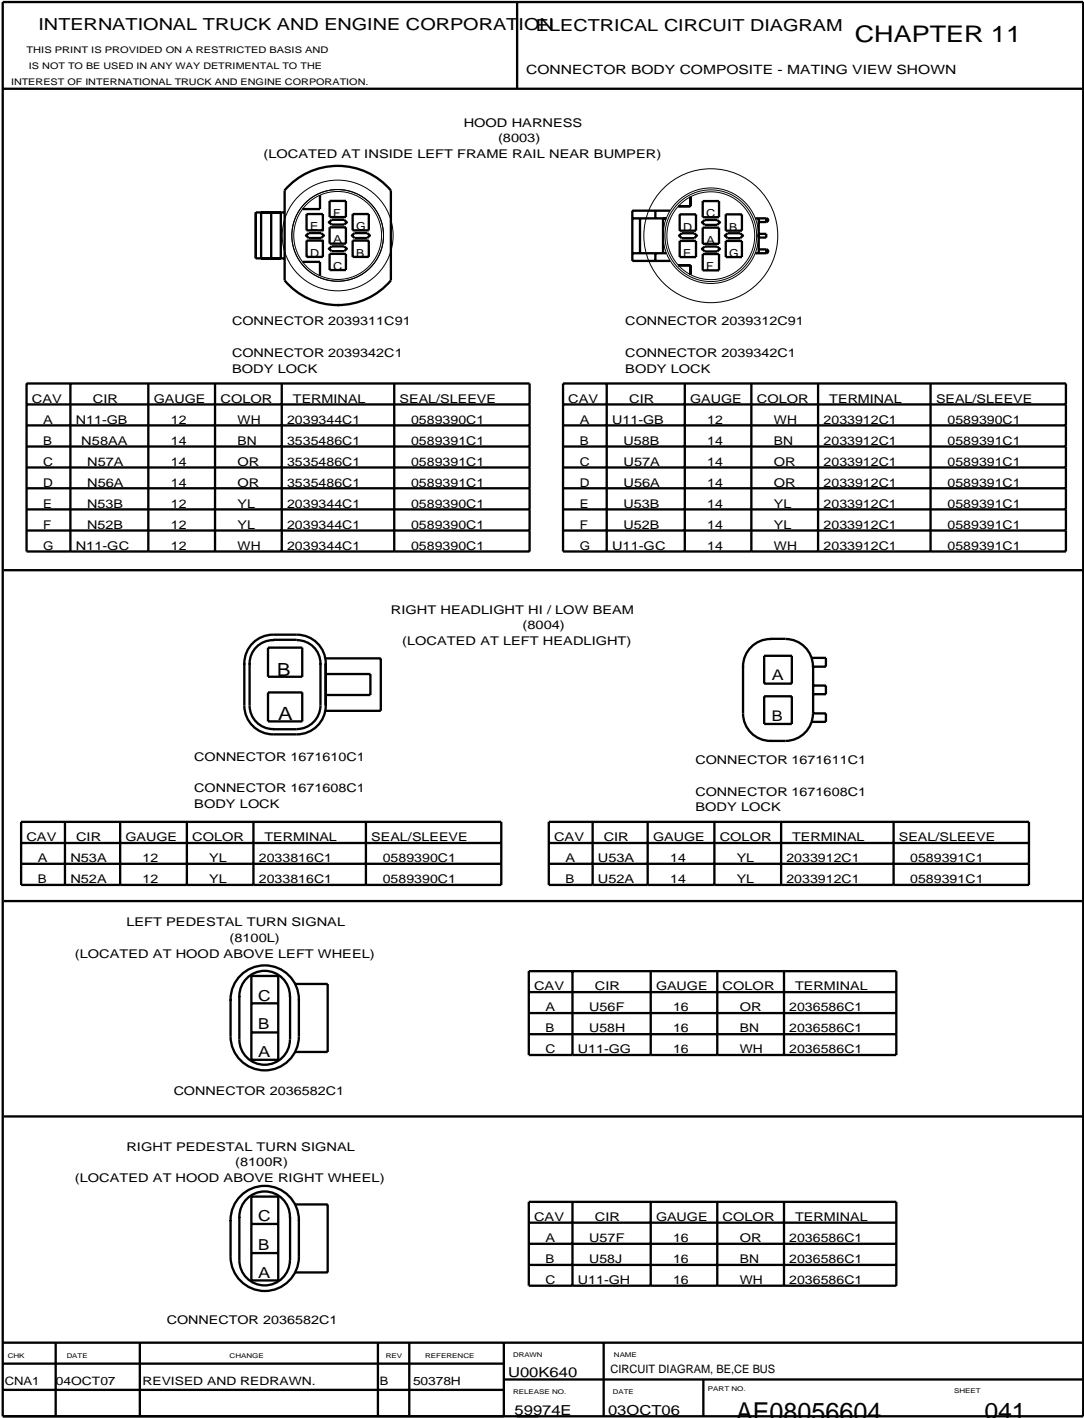 INTERNATIONAL TRUCK AND ENGINE CORPORATION
THIS PRINT IS PROVIDED ON A RESTRICTED BASIS AND
IS NOT TO BE USED IN ANY WAY DETRIMENTAL TO THE
INTEREST OF INTERNATIONAL TRUCK AND ENGINE CORPORATION.
ELECTRICAL CIRCUIT DIAGRAM CHAPTER 11
CONNECTOR BODY COMPOSITE - MATING VIEW SHOWN
HOOD HARNESS
(8003)
(LOCATED AT INSIDE LEFT FRAME RAIL NEAR BUMPER)
F
E G
A
D B
C
C
D B
A
E G
F
CONNECTOR 2039311C91
CONNECTOR 2039342C1
BODY LOCK
CONNECTOR 2039312C91
CONNECTOR 2039342C1
BODY LOCK
CAV CIR GAUGE COLOR TERMINAL SEAL/SLEEVE
A N11-GB 12 WH 2039344C1 0589390C1
B N58AA 14 BN 3535486C1 0589391C1
C N57A 14 OR 3535486C1 0589391C1
D N56A 14 OR 3535486C1 0589391C1
E N53B 12 YL 2039344C1 0589390C1
F N52B 12 YL 2039344C1 0589390C1
G N11-GC 12 WH 2039344C1 0589390C1
CAV CIR GAUGE COLOR TERMINAL SEAL/SLEEVE
A U11-GB 12 WH 2033912C1 0589390C1
B U58B 14 BN 2033912C1 0589391C1
C U57A 14 OR 2033912C1 0589391C1
D U56A 14 OR 2033912C1 0589391C1
E U53B 14 YL 2033912C1 0589391C1
F U52B 14 YL 2033912C1 0589391C1
G U11-GC 14 WH 2033912C1 0589391C1
RIGHT HEADLIGHT HI / LOW BEAM
(8004)
(LOCATED AT LEFT HEADLIGHT)
B
A
A
B
CONNECTOR 1671610C1
CONNECTOR 1671608C1
BODY LOCK
CONNECTOR 1671611C1
CONNECTOR 1671608C1
BODY LOCK
CAV CIR GAUGE COLOR TERMINAL SEAL/SLEEVE
A N53A 12 YL 2033816C1 0589390C1
B N52A 12 YL 2033816C1 0589390C1
CAV CIR GAUGE COLOR TERMINAL SEAL/SLEEVE
A U53A 14 YL 2033912C1 0589391C1
B U52A 14 YL 2033912C1 0589391C1
LEFT PEDESTAL TURN SIGNAL
(8100L)
(LOCATED AT HOOD ABOVE LEFT WHEEL)
C
B
A
CONNECTOR 2036582C1
CAV CIR GAUGE COLOR TERMINAL
A U56F 16 OR 2036586C1
B U58H 16 BN 2036586C1
C U11-GG 16 WH 2036586C1
RIGHT PEDESTAL TURN SIGNAL
(8100R)
(LOCATED AT HOOD ABOVE RIGHT WHEEL)
C
B
A
CONNECTOR 2036582C1
CAV CIR GAUGE COLOR TERMINAL
A U57F 16 OR 2036586C1
B U58J 16 BN 2036586C1
C U11-GH 16 WH 2036586C1
CHK DATE CHANGE REV REFERENCE
CNA1 04OCT07 REVISED AND REDRAWN. B 50378H
DRAWN
U00K640
NAME
CIRCUIT DIAGRAM, BE,CE BUS
RELEASE NO.
59974E
DATE
03OCT06
PART NO.
AE08056604
SHEET
041